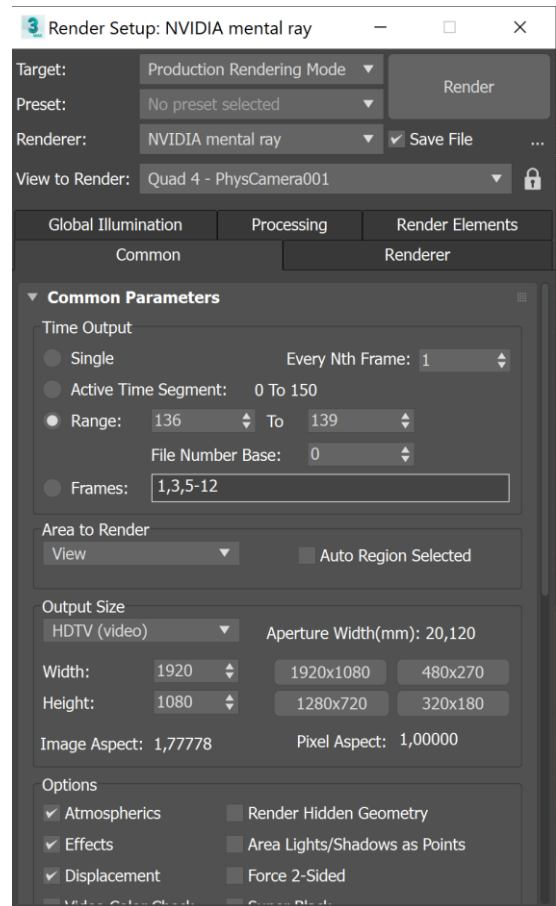 Render Setup: NVIDIA mental ray
Target: Production Rendering Mode
Render
Preset: No preset selected
Renderer: NVIDIA mental ray Save File ...
View to Render: Quad 4 - PhysCamera001
Global Illumination Processing Render Elements
Common Renderer
Common Parameters
Time Output
Single Every Nth Frame: 1
Active Time Segment: 0 To 150
Range: 136 To 139
File Number Base: 0
Frames: 1,3,5-12
Area to Render
View Auto Region Selected
Output Size
HDTV (video) Aperture Width(mm): 20,120
Width: 1920 1920x1080 480x270
Height: 1080 1280x720 320x180
Image Aspect: 1,77778 Pixel Aspect: 1,00000
Options
Atmospherics Render Hidden Geometry
Effects Area Lights/Shadows as Points
Displacement Force 2-Sided
Video Color Check Super Black